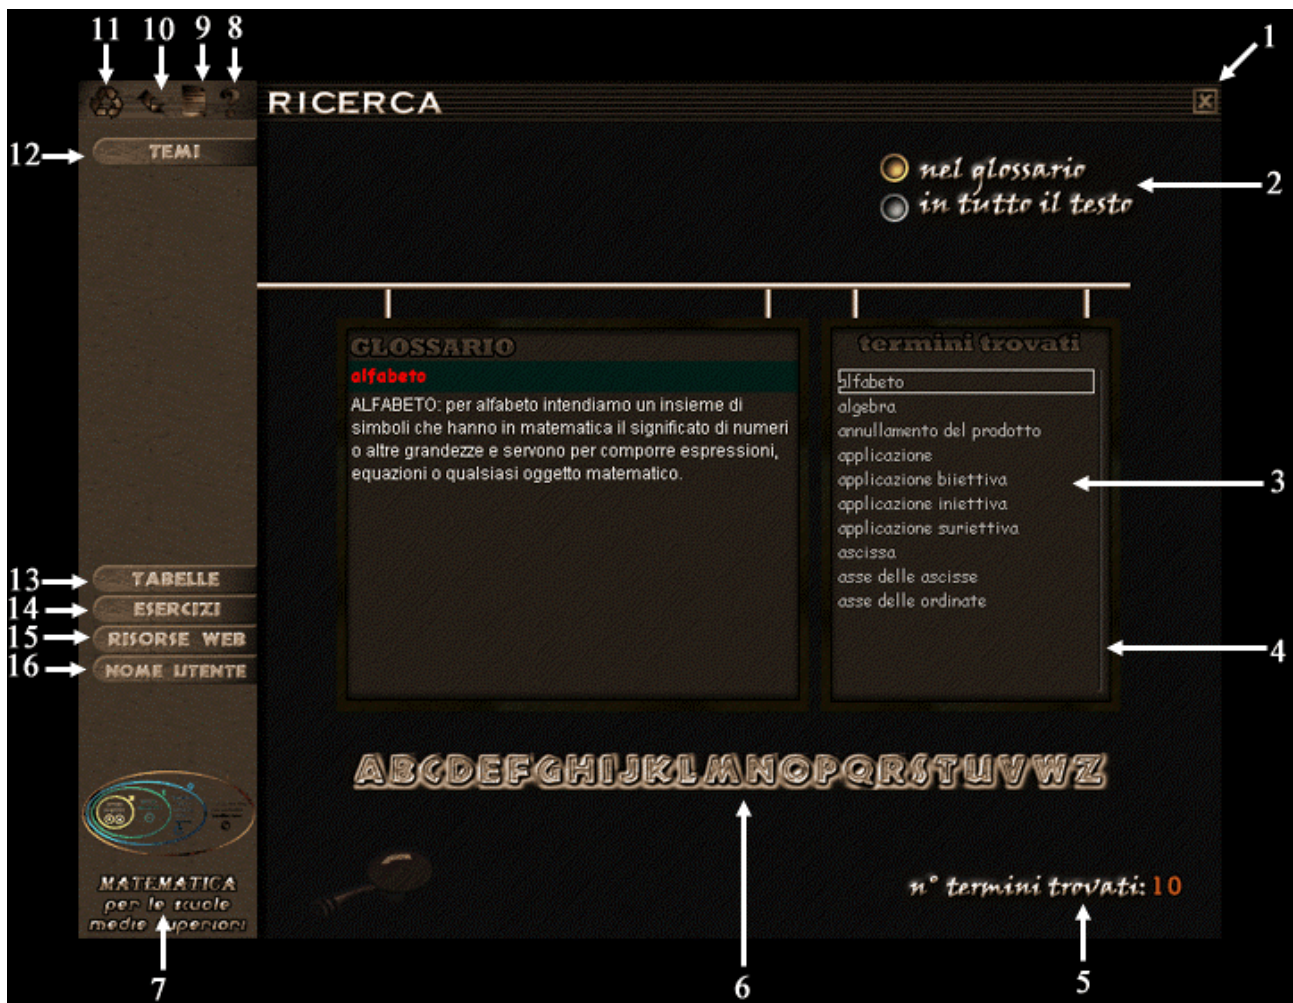 11
10
9
8
1
RICERCA
12
TEMI
nel glossario
2
in tutto il testo
GLOSSARIO
termini trovati
alfabeto
ALFABETO: per alfabeto intendiamo un insieme di
simboli che hanno in matematica il significato di numeri
o altre grandezze e servono per comporre espressioni,
equazioni o qualsiasi oggetto matematico.
alfabeto
algebra
annullamento del prodotto
applicazione
applicazione biiettiva
3
applicazione iniettiva
applicazione suriettiva
ascissa
asse delle ascisse
asse delle ordinate
13
TABELLE
14
ESERCIZI
15
RISORSE WEB
16
NOME UTENTE
4
ABCDEFGHIJKLMNOPQRSTUVWZ
MATEMATICA
per le scuole
medie superiori
n° termini trovati: 10
7
6
5